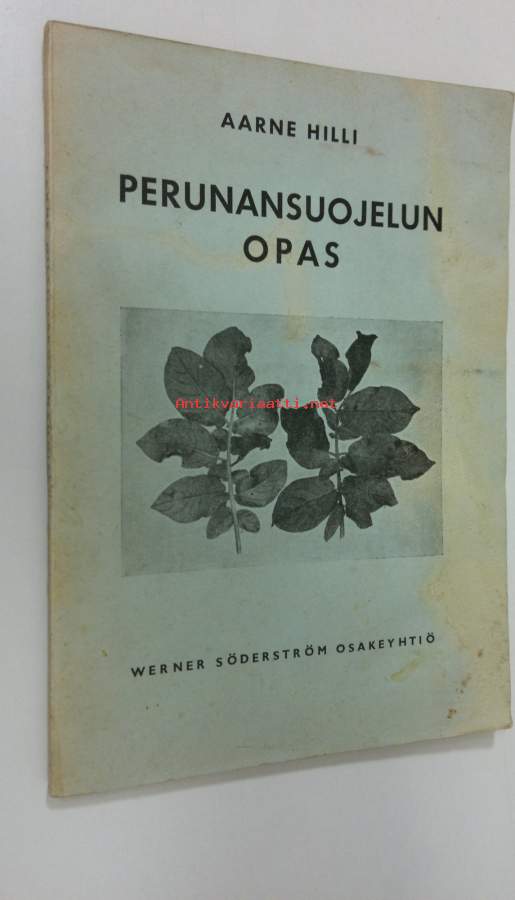 AARNE HILLI
PERUNANSUOJELUN
OPAS
Antikvariaatti.net
WERNER SÖDERSTRÖM OSAKEYHTIÖ